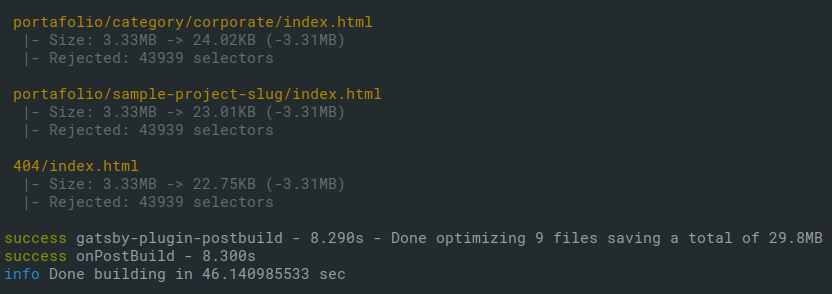 portafolio/category/corporate/index.html
|- Size: 3.33MB -> 24.02KB (-3.31MB)
|- Rejected: 43939 selectors
portafolio/sample-project-slug/index.html
|- Size: 3.33MB -> 23.01KB (-3.31MB)
|- Rejected: 43939 selectors
404/index.html
|- Size: 3.33MB -> 22.75KB (-3.31MB)
|- Rejected: 43939 selectors
success gatsby-plugin-postbuild - 8.290s - Done optimizing 9 files saving a total of 29.8MB
success onPostBuild - 8.300s
info Done building in 46.140985533 sec